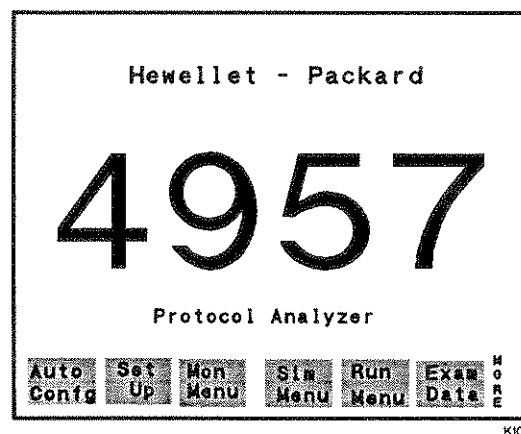 Hewellet - Packard
4957
Protocol Analyzer
Auto Confg
Set Up
Mon Menu
Sim Menu
Run Menu
Exam Data
MORE